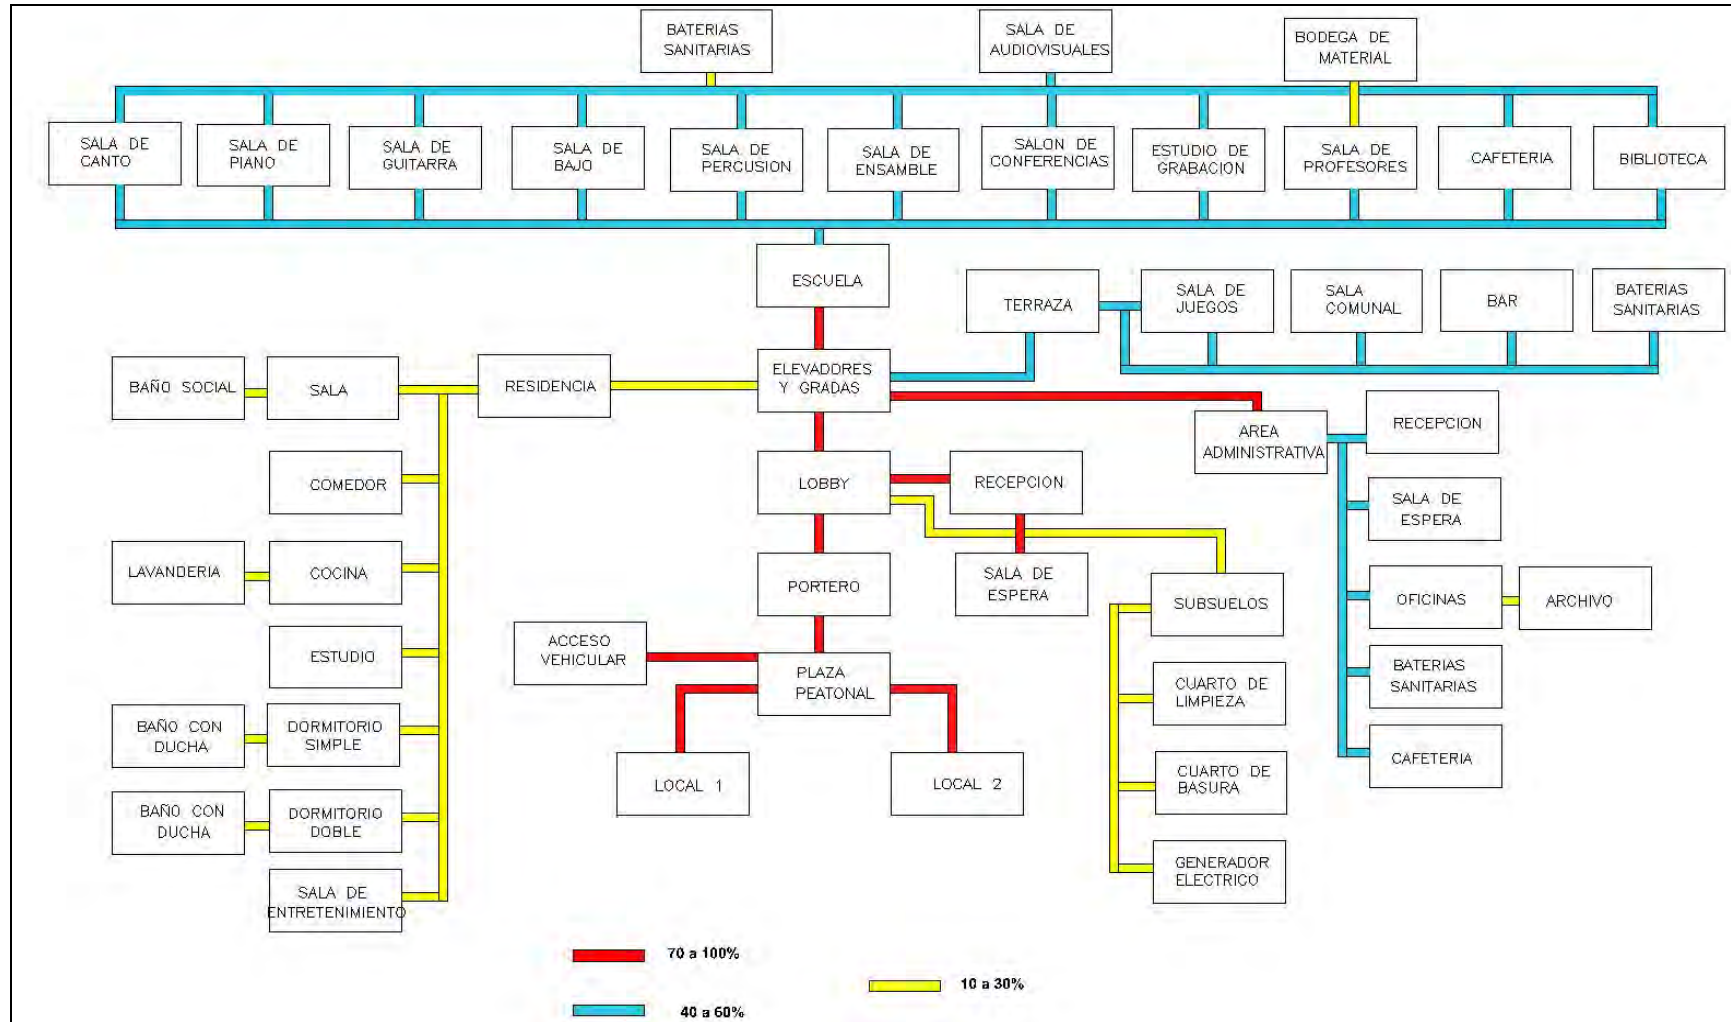 BATERIAS
SANITARIAS
SALA DE
AUDIOVISUALES
BODEGA DE
MATERIAL
SALA DE
CANTO
SALA DE
PIANO
SALA DE
GUITARRA
SALA DE
BAJO
SALA DE
PERCUSION
SALA DE
ENSAMBLE
SALON DE
CONFERENCIAS
ESTUDIO DE
GRABACION
SALA DE
PROFESORES
CAFETERIA
BIBLIOTECA
ESCUELA
TERRAZA
SALA DE
JUEGOS
SALA
COMUNAL
BAR
BATERIAS
SANITARIAS
BAÑO SOCIAL
SALA
RESIDENCIA
ELEVADORES
Y GRADAS
AREA
ADMINISTRATIVA
RECEPCION
COMEDOR
LOBBY
RECEPCION
SALA DE
ESPERA
LAVANDERIA
COCINA
PORTERO
SALA DE
ESPERA
SUBSUELOS
OFICINAS
ARCHIVO
ESTUDIO
ACCESO
VEHICULAR
PLAZA
PEATONAL
CUARTO DE
LIMPIEZA
BATERIAS
SANITARIAS
BAÑO CON
DUCHA
DORMITORIO
SIMPLE
LOCAL 1
LOCAL 2
CUARTO DE
BASURA
CAFETERIA
BAÑO CON
DUCHA
DORMITORIO
DOBLE
GENERADOR
ELECTRICO
SALA DE
ENTRETENIMIENTO
70 a 100%
10 a 30%
40 a 60%